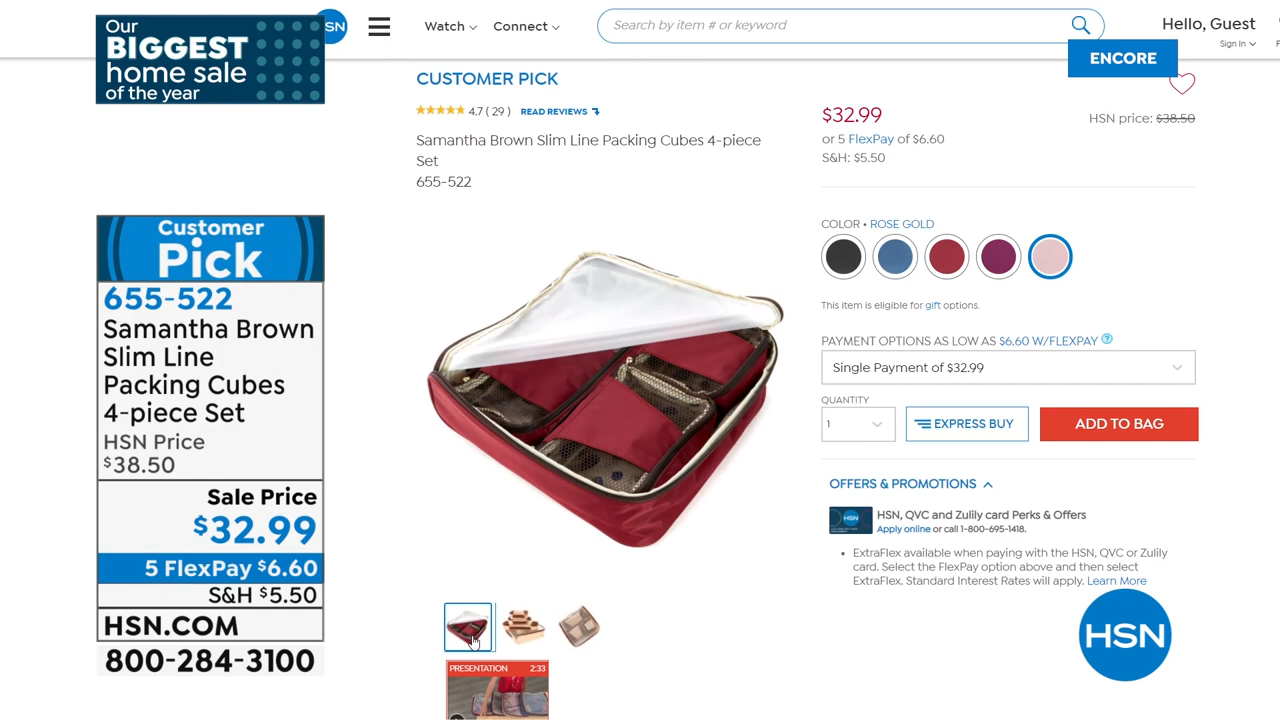 Our
BIGGEST
home sale
of the year
SN
Watch
Connect
Search by item # or keyword
Hello, Guest
Sign In
F
ENCORE
CUSTOMER PICK
4.7 ( 29 ) READ REVIEWS
Samantha Brown Slim Line Packing Cubes 4-piece
Set
655-522
$32.99
HSN price: $38.50
or 5 FlexPay of $6.60
S&H: $5.50
COLOR • ROSE GOLD
This item is eligible for gift options.
PAYMENT OPTIONS AS LOW AS $6.60 W/FLEXPAY ?
Single Payment of $32.99
QUANTITY
1
EXPRESS BUY
ADD TO BAG
OFFERS & PROMOTIONS
HSN
HSN, QVC and Zulily card Perks & Offers
Apply online or call 1-800-695-1418.
• ExtraFlex available when paying with the HSN, QVC or Zulily
card. Select the FlexPay option above and then select
ExtraFlex. Standard Interest Rates will apply. Learn More
HSN
Customer
Pick
655-522
Samantha Brown
Slim Line
Packing Cubes
4-piece Set
HSN Price
$38.50
Sale Price
$32.99
5 FlexPay $6.60
S&H $5.50
HSN.COM
800-284-3100
PRESENTATION 2:33